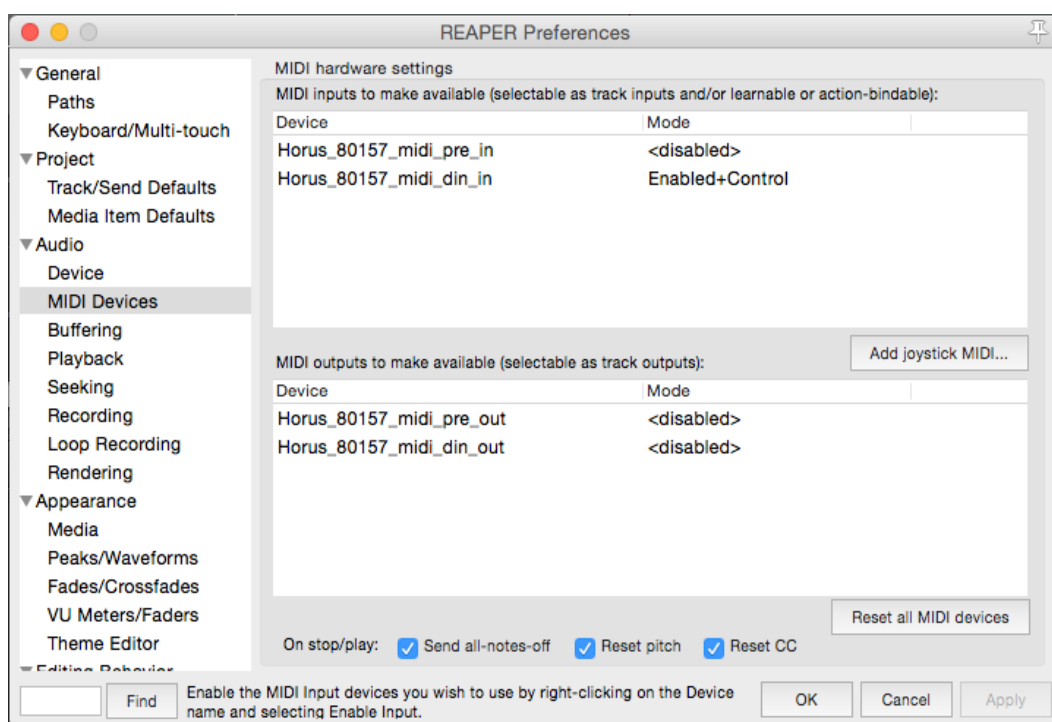 REAPER Preferences
General
Paths
Keyboard/Multi-touch
Project
Track/Send Defaults
Media Item Defaults
Audio
Device
MIDI Devices
Buffering
Playback
Seeking
Recording
Loop Recording
Rendering
Appearance
Media
Peaks/Waveforms
Fades/Crossfades
VU Meters/Faders
Theme Editor
Editing Behavior
MIDI hardware settings
MIDI inputs to make available (selectable as track inputs and/or learnable or action-bindable):
Device Mode
Horus_80157_midi_pre_in <disabled>
Horus_80157_midi_din_in Enabled+Control
Add joystick MIDI...
MIDI outputs to make available (selectable as track outputs):
Device Mode
Horus_80157_midi_pre_out <disabled>
Horus_80157_midi_din_out <disabled>
Reset all MIDI devices
On stop/play: Send all-notes-off Reset pitch Reset CC
Find
Enable the MIDI Input devices you wish to use by right-clicking on the Device
name and selecting Enable Input.
OK Cancel Apply